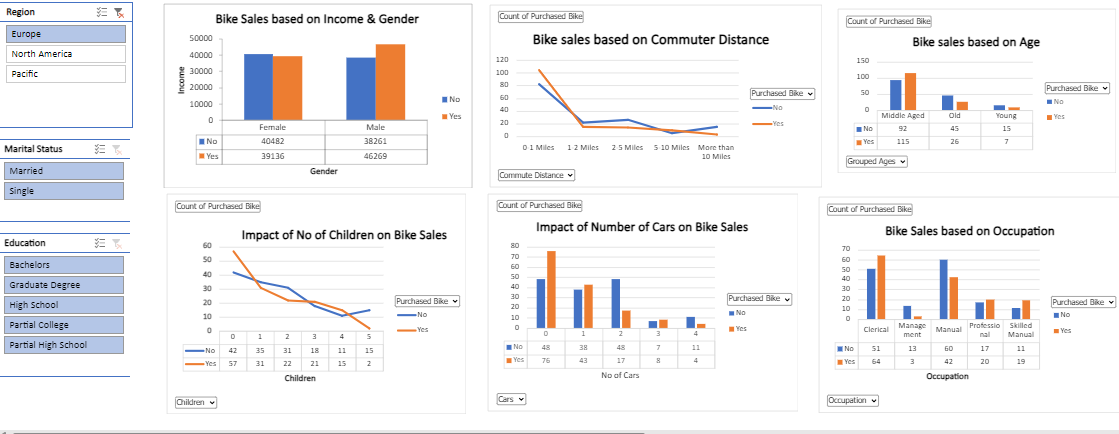 Region
Europe
North America
Pacific
Marital Status
Married
Single
Education
Bachelors
Graduate Degree
High School
Partial College
Partial High School
Bike Sales based on Income & Gender
50000
40000
30000
20000
10000
0
Income
Female Male
No 40482 38261
Yes 39136 46269
Gender
No
Yes
Count of Purchased Bike
Bike sales based on Commuter Distance
120
100
80
60
40
20
0
0-1 Miles 1-2 Miles 2-5 Miles 5-10 Miles More than
10 Miles
Purchased Bike
No
Yes
Commute Distance
Count of Purchased Bike
Bike sales based on Age
150
100
50
0
Middle Aged Old Young
No 92 45 15
Yes 115 26 7
Purchased Bike
No
Yes
Grouped Ages
Count of Purchased Bike
Impact of No of Children on Bike Sales
60
50
40
30
20
10
0
0 1 2 3 4 5
No 42 35 31 18 11 15
Yes 57 31 22 21 15 2
Children
Purchased Bike
No
Yes
Children
Count of Purchased Bike
Impact of Number of Cars on Bike Sales
80
70
60
50
40
30
20
10
0
0 1 2 3 4
No 48 38 48 7 11
Yes 76 43 17 8 4
No of Cars
Purchased Bike
No
Yes
Cars
Count of Purchased Bike
Bike Sales based on Occupation
70
60
50
40
30
20
10
0
Clerical Manage Manual Professio Skilled
ment nal Manual
No 51 13 60 17 11
Yes 64 3 42 20 19
Occupation
Purchased Bike
No
Yes
Occupation